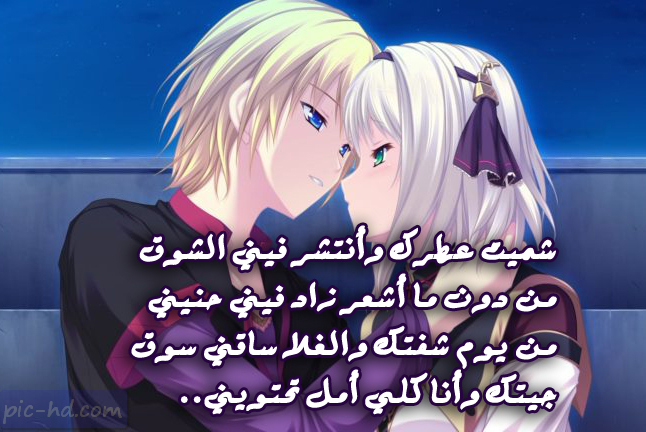 شميت عطرك وأنتشر فيني الشوق
من دون ما أشعر زاد فيني حنيني
من يوم شفتك والغلا ساقني سوق
جيتك وأنا كلي أمل تحتويني..
pic-hd.com